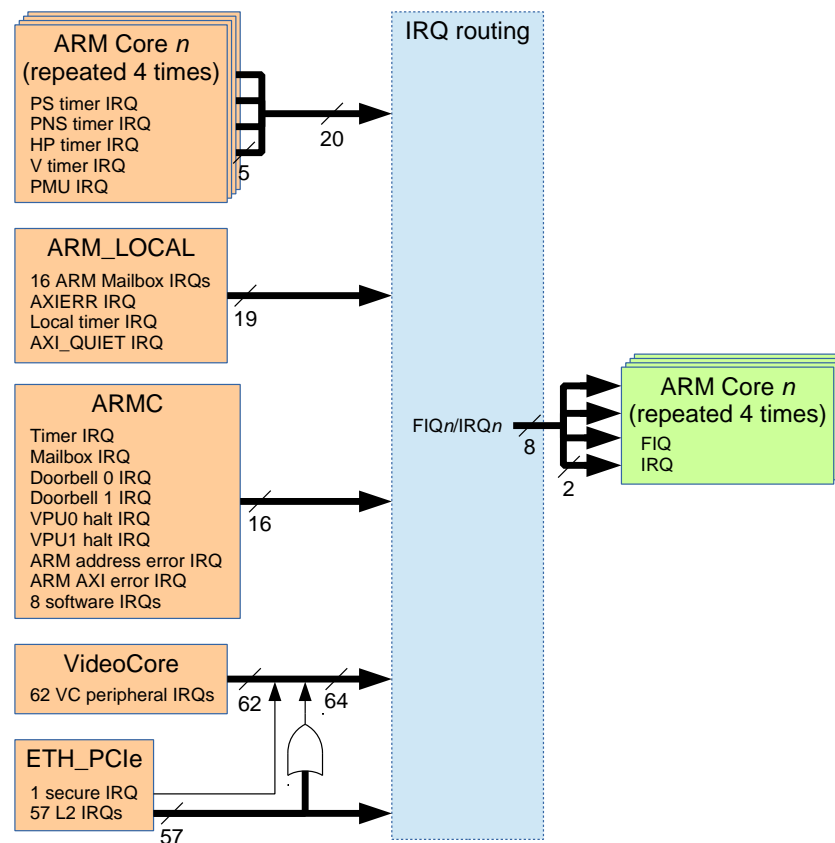 ARM Core n
(repeated 4 times)
PS timer IRQ
PNS timer IRQ
HP timer IRQ
V timer IRQ
PMU IRQ
5
20
IRQ routing
ARM_LOCAL
16 ARM Mailbox IRQs
AXIERR IRQ
Local timer IRQ
AXI_QUIET IRQ
19
ARMC
Timer IRQ
Mailbox IRQ
Doorbell 0 IRQ
Doorbell 1 IRQ
VPU0 halt IRQ
VPU1 halt IRQ
ARM address error IRQ
ARM AXI error IRQ
8 software IRQs
16
FIQn/IRQn
8
2
ARM Core n
(repeated 4 times)
FIQ
IRQ
VideoCore
62 VC peripheral IRQs
62
64
ETH_PCIe
1 secure IRQ
57 L2 IRQs
57